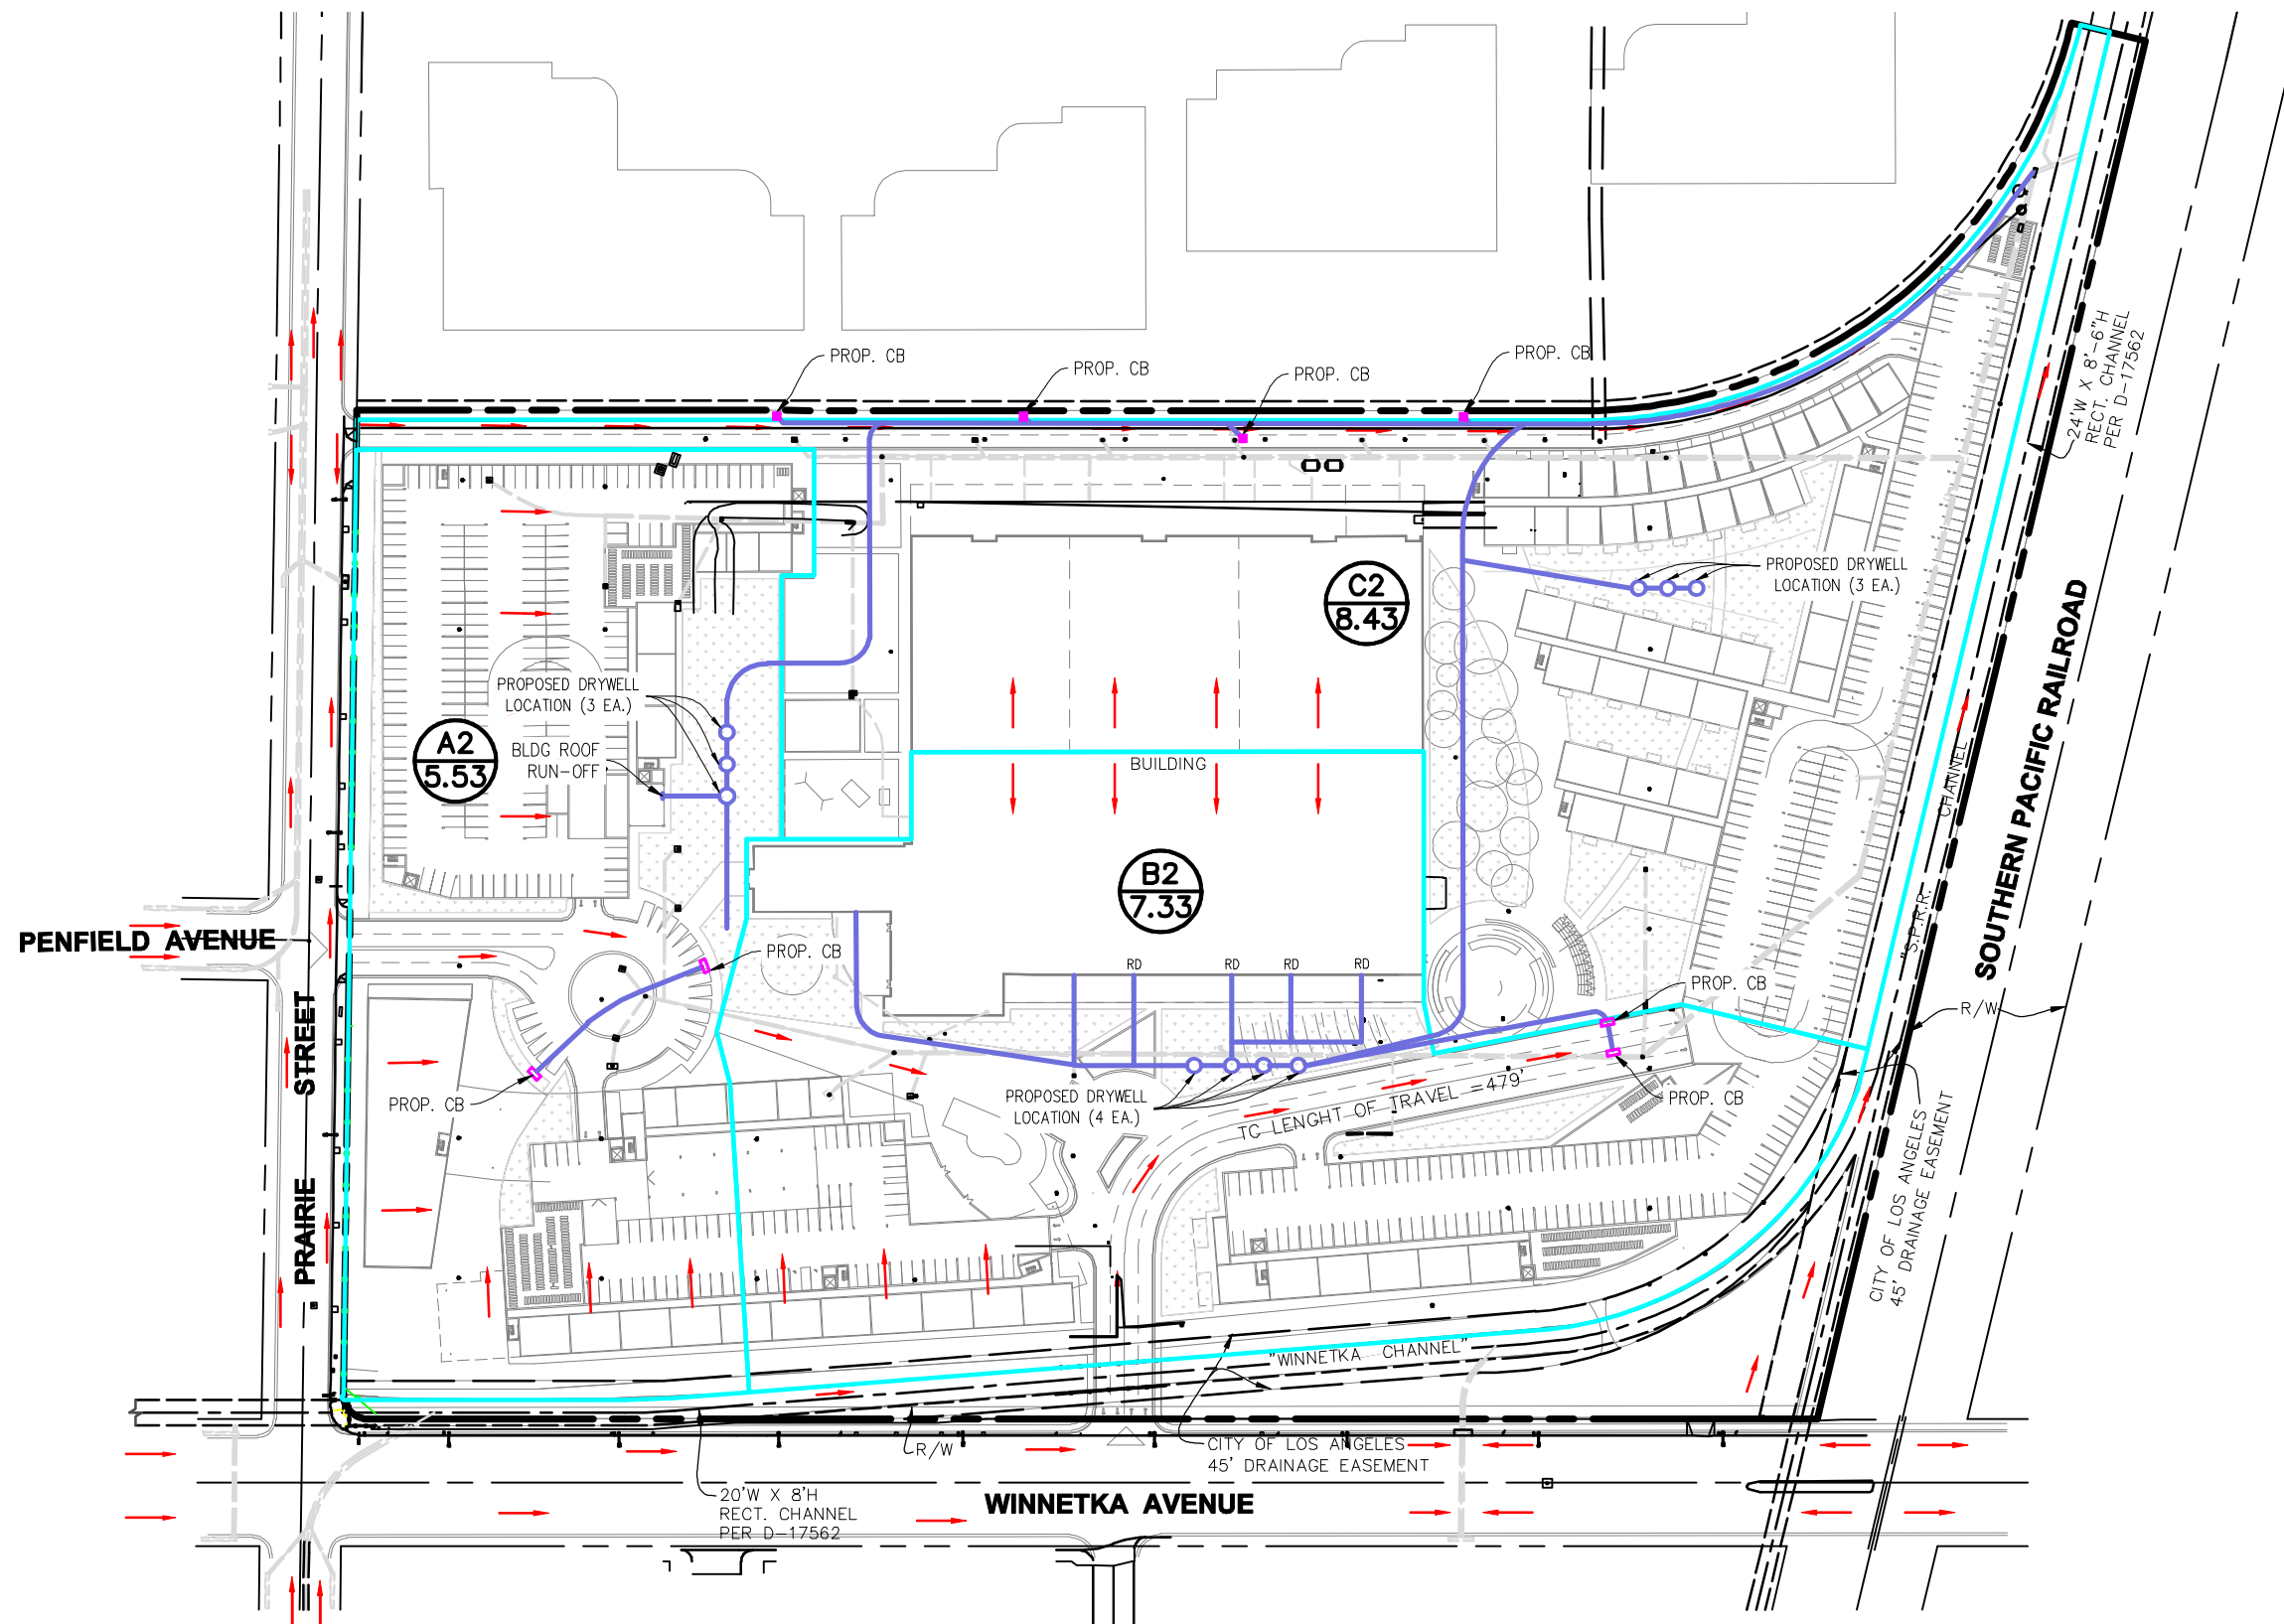 PROP. CB
PROP. CB
PROP. CB
PROP. CB
24'W X 8'-6"H
RECT. CHANNEL
PER D-17562
PROPOSED DRYWELL
LOCATION (3 EA.)
C2
8.43
PROPOSED DRYWELL
LOCATION (3 EA.)
A2
5.53
BLDG ROOF
RUN-OFF
BUILDING
B2
7.33
SOUTHERN PACIFIC RAILROAD
"S.P.R.R. CHANNEL
PENFIELD AVENUE
PROP. CB
RD
RD
RD
RD
PROP. CB
R/W
PRAIRIE STREET
PROP. CB
PROPOSED DRYWELL
LOCATION (4 EA.)
TC LENGHT OF TRAVEL =479'
PROP. CB
CITY OF LOS ANGELES
45' DRAINAGE EASEMENT
"WINNETKA CHANNEL"
R/W
CITY OF LOS ANGELES
45' DRAINAGE EASEMENT
20'W X 8'H
RECT. CHANNEL
PER D-17562
WINNETKA AVENUE